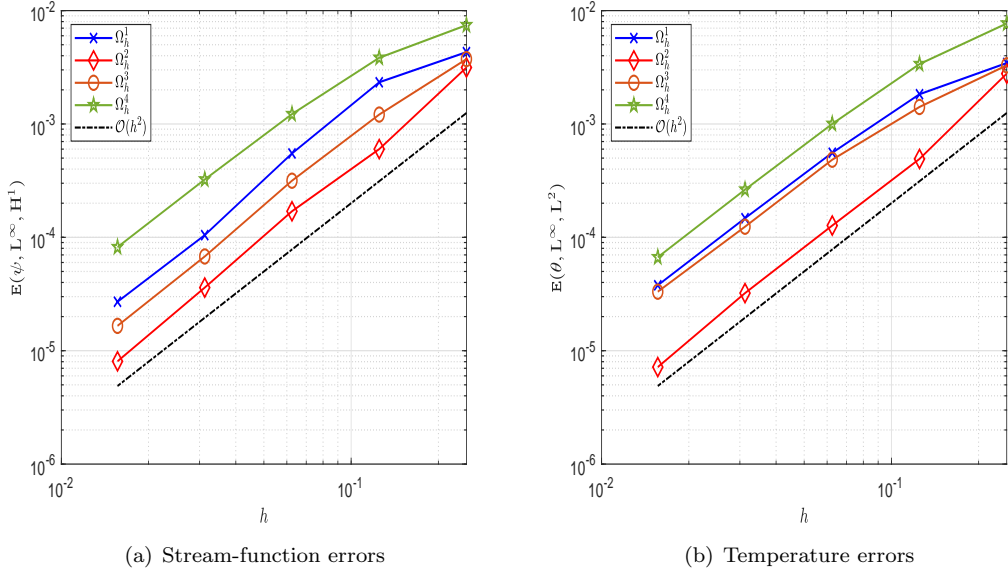 10^-2
10^-3
10^-4
10^-5
10^-6
E(ψ, L^∞, H^1)
Ω_h^1
Ω_h^2
Ω_h^3
Ω_h^4
𝒪(h^2)
10^-2
10^-1
h
(a) Stream-function errors
10^-2
10^-3
10^-4
10^-5
10^-6
E(θ, L^∞, L^2)
Ω_h^1
Ω_h^2
Ω_h^3
Ω_h^4
𝒪(h^2)
10^-2
10^-1
h
(b) Temperature errors